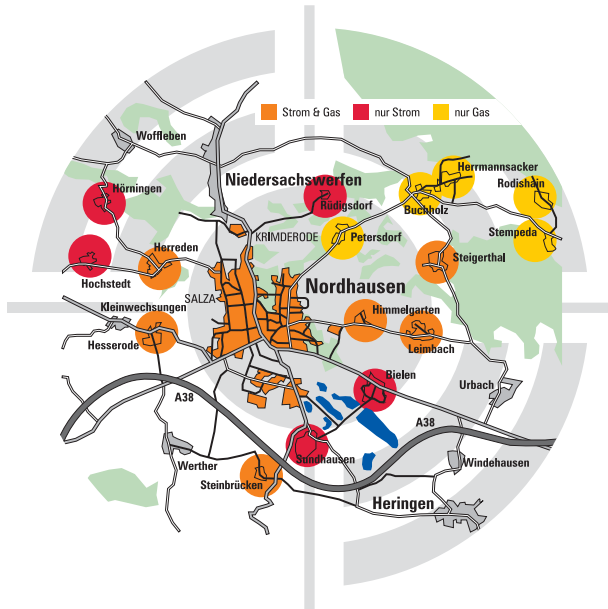 Strom & Gas
nur Strom
nur Gas
Woffleben
Herrmannsacker
Niedersachswerfen
Rodishain
Hörningen
Rüdigsdorf
Buchholz
Stempeda
KRIMDERODE
Petersdorf
Herreden
Steigerthal
Hochstedt
Nordhausen
SALZA
Kleinwechsungen
Himmelgarten
Hesserode
Leimbach
Bielen
Urbach
A38
A38
Werther
Sundhausen
Windehausen
Steinbrücken
Heringen